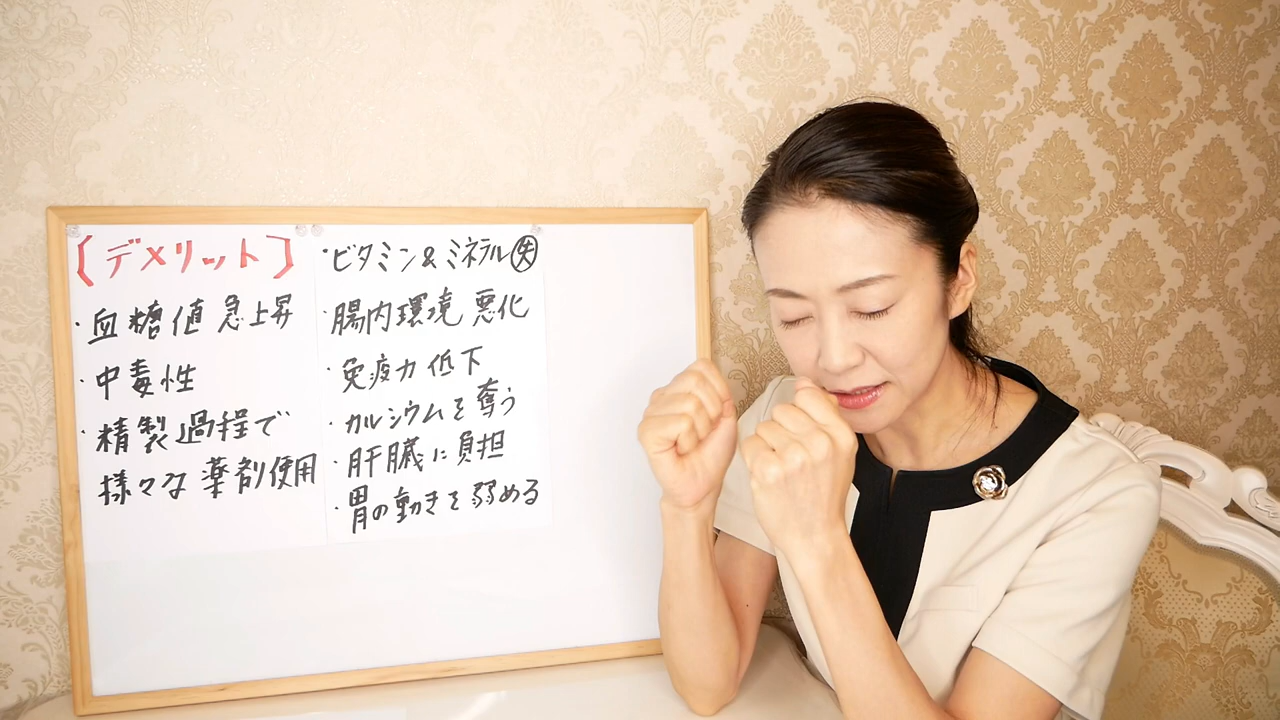 【デメリット】
・血糖値 急上昇
・中毒性
・精製過程で
様々な薬剤使用
・ビタミン&ミネラル㊛
・腸内環境 悪化
・免疫力低下
・カルシウムを奪う
・肝臓に負担
・胃の動きを弱める